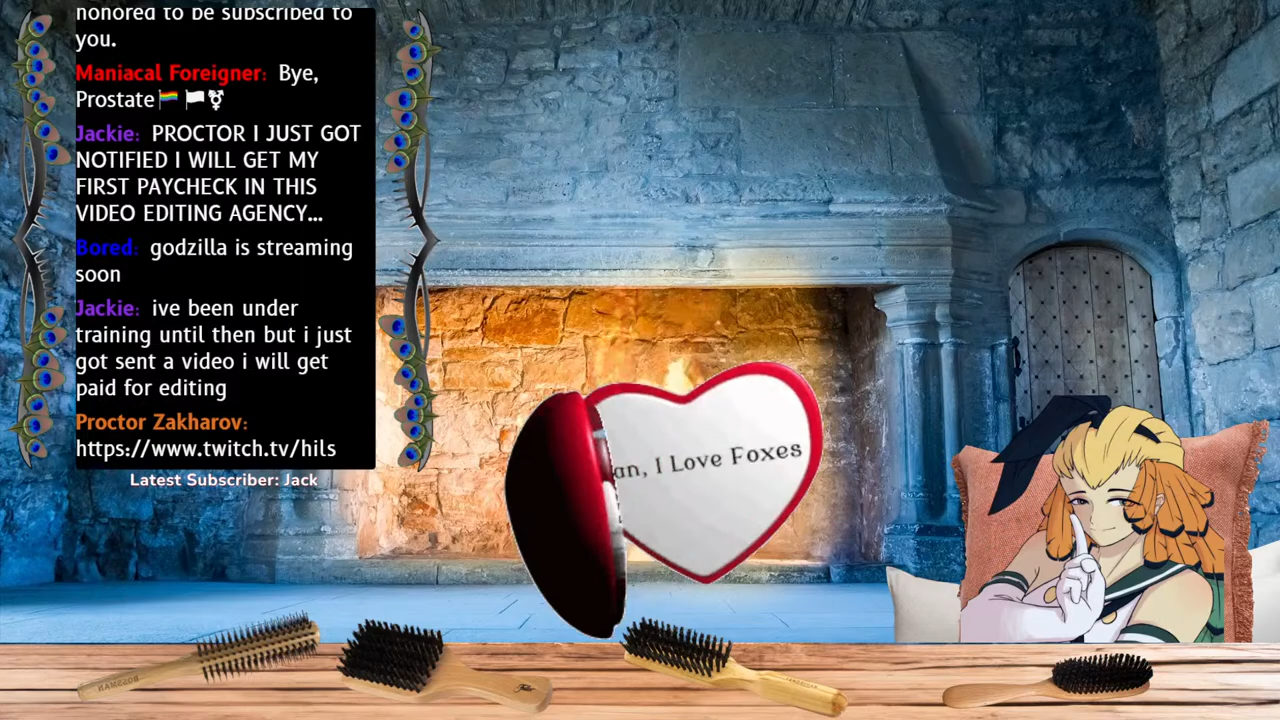 honored to be subscribed to
you.
Maniacal Foreigner: Bye,
Prostate🏳️‍🌈 🏳⚧
Jackie: PROCTOR I JUST GOT
NOTIFIED I WILL GET MY
FIRST PAYCHECK IN THIS
VIDEO EDITING AGENCY...
Bored: godzilla is streaming
soon
Jackie: ive been under
training until then but i just
got sent a video i will get
paid for editing
Proctor Zakharov:
https://www.twitch.tv/hils
Latest Subscriber: Jack
an, I Love Foxes